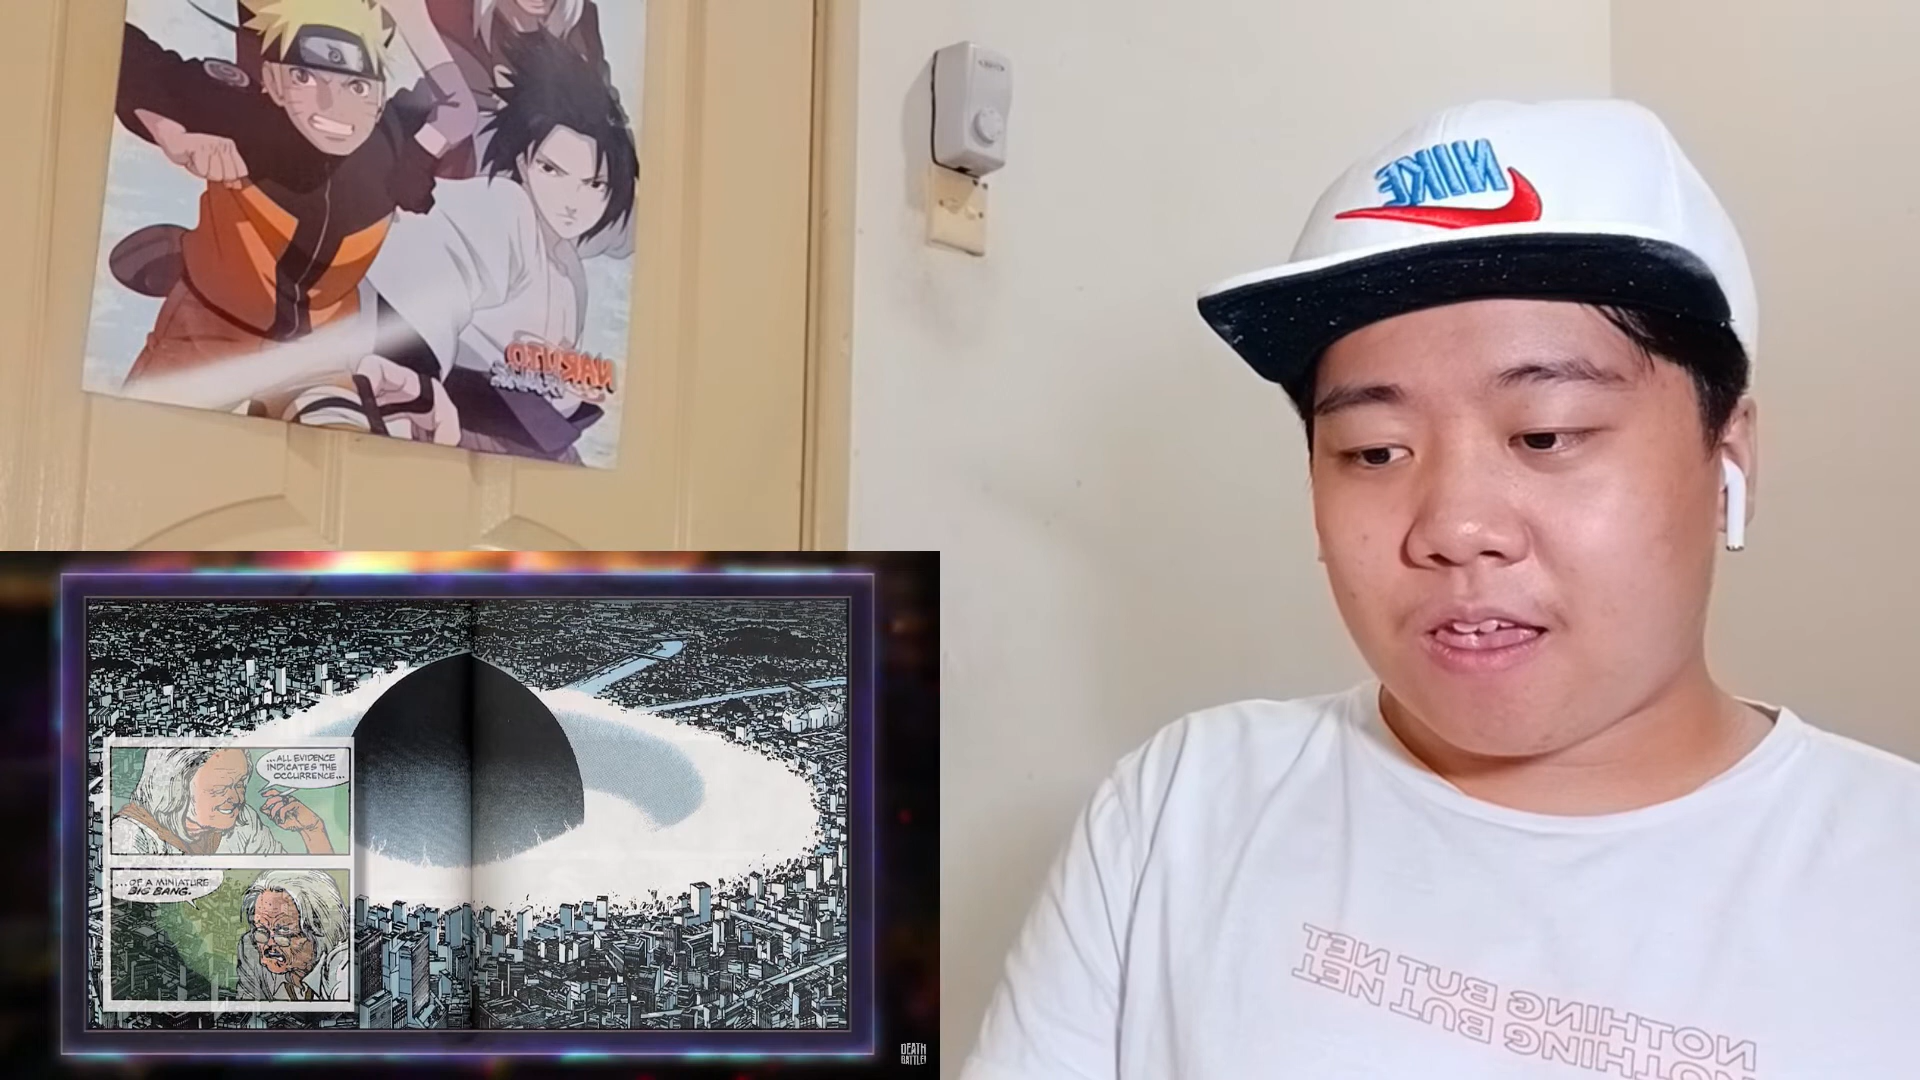 NIKE
NARUTO
...ALL EVIDENCE
INDICATES THE
OCCURRENCE...
...OF A MINIATURE
BIG BANG.
DEATH
BATTLE!
NOTHING BUT NET
NOTHING BUT NET